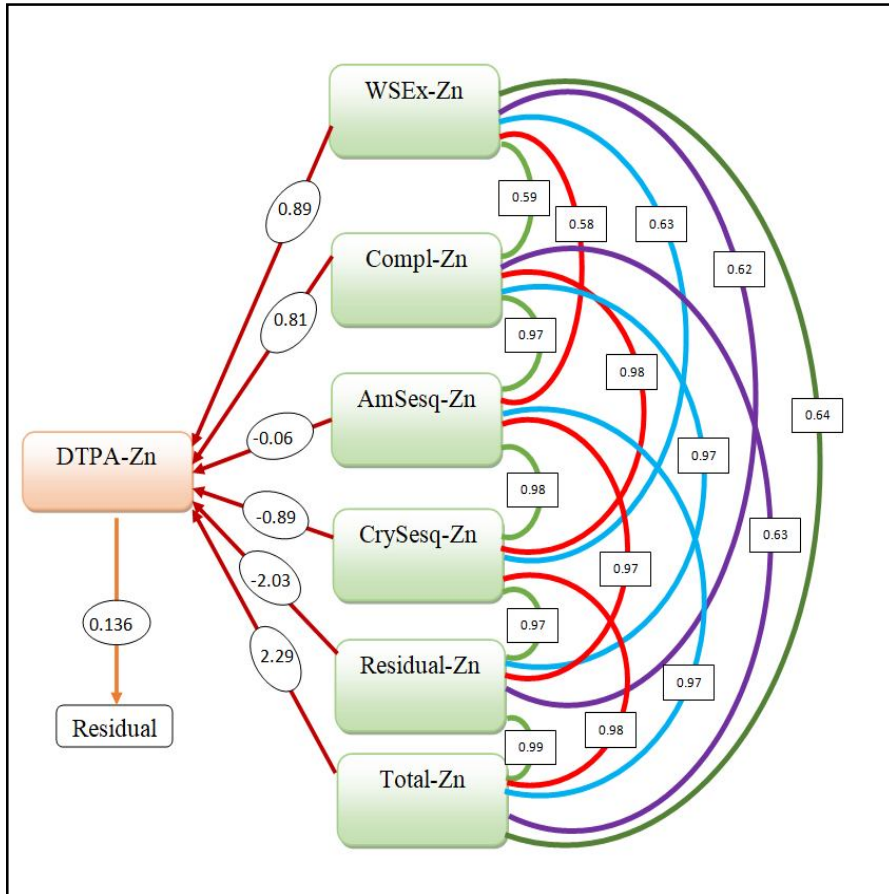 WSEx-Zn
0.59
0.89
0.58
0.63
Compl-Zn
0.62
0.81
0.97
0.98
AmSesq-Zn
0.64
-0.06
DTPA-Zn
0.97
0.98
-0.89
CrySesq-Zn
0.63
0.97
-2.03
0.136
0.97
2.29
Residual-Zn
0.97
Residual
0.98
0.99
Total-Zn